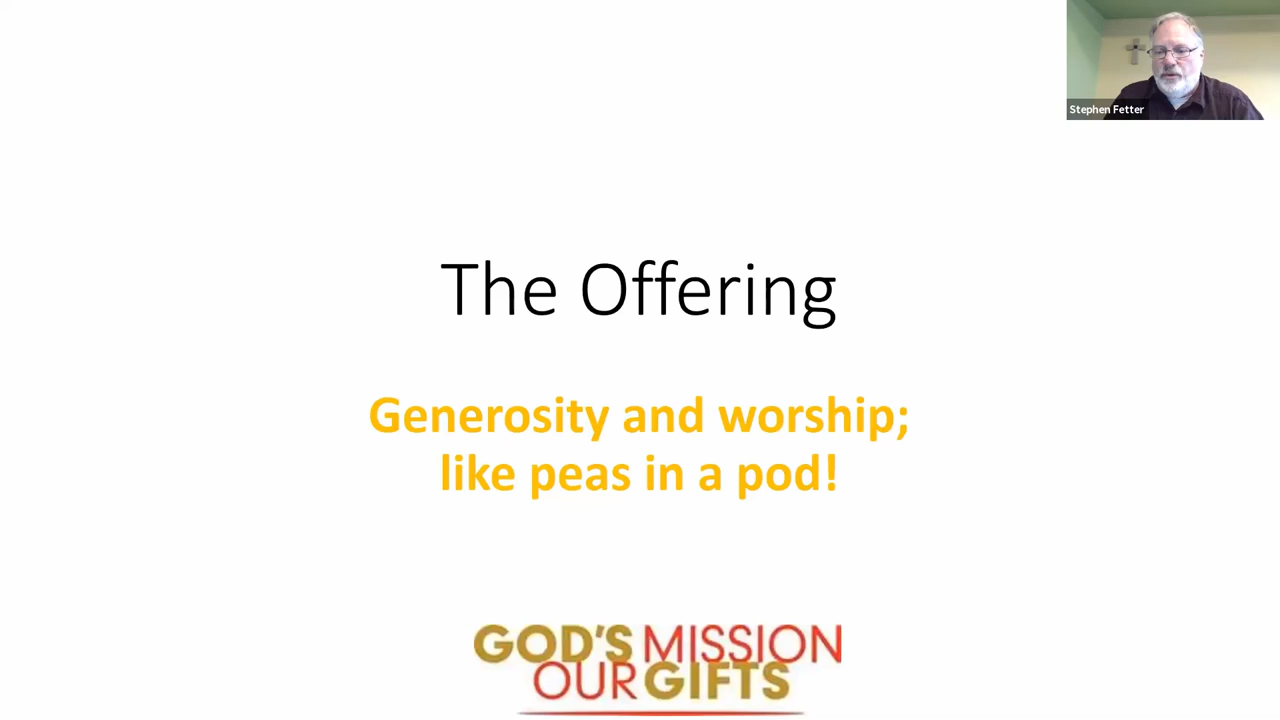 Stephen Fetter
The Offering
Generosity and worship;
like peas in a pod!
GOD'S MISSION
OUR GIFTS